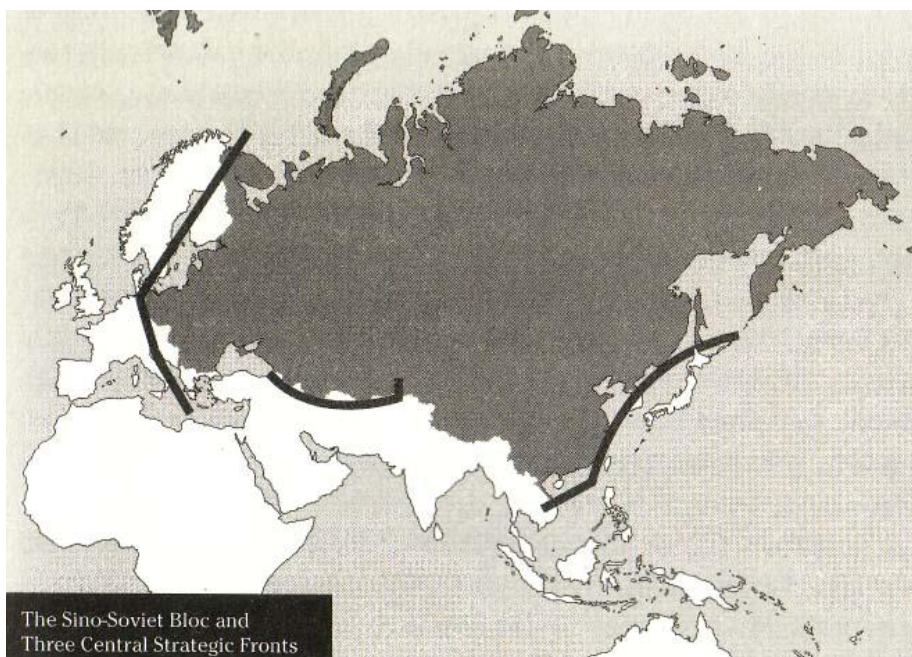 The Sino-Soviet Bloc and
Three Central Strategic Fronts